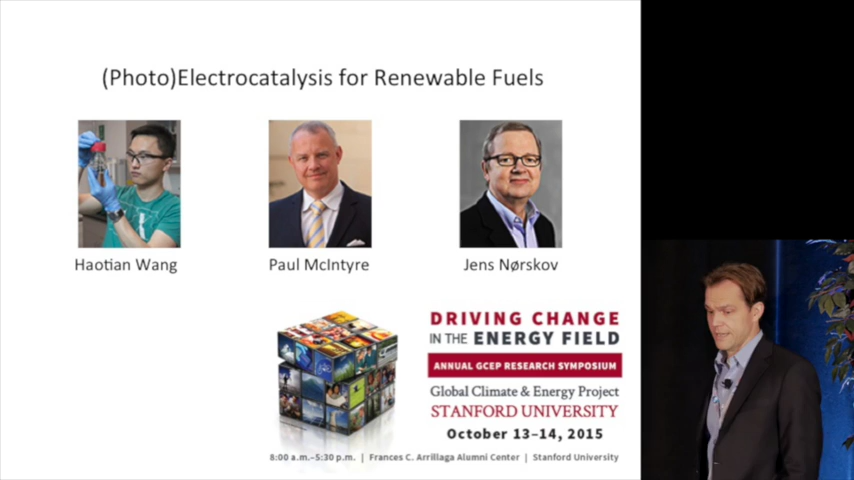 (Photo)Electrocatalysis for Renewable Fuels
Haotian Wang
Paul McIntyre
Jens Nørskov
DRIVING CHANGE
IN THE ENERGY FIELD
ANNUAL GCEP RESEARCH SYMPOSIUM
Global Climate & Energy Project
STANFORD UNIVERSITY
October 13–14, 2015
8:00 a.m.–5:30 p.m. | Frances C. Arrillaga Alumni Center | Stanford University